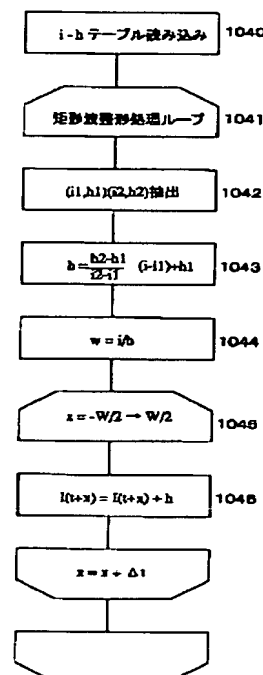 i-hテーブル読み込み 1040
矩形波整形処理ループ 1041
(i1,h1)(i2,h2)抽出 1042
h=\frac{h2-h1}{i2-i1} (i-i1)+h1 1043
w = i/h 1044
x = -W/2 → W/2 1045
I(t+x) = I(t+x) + h 1046
x = x + Δt